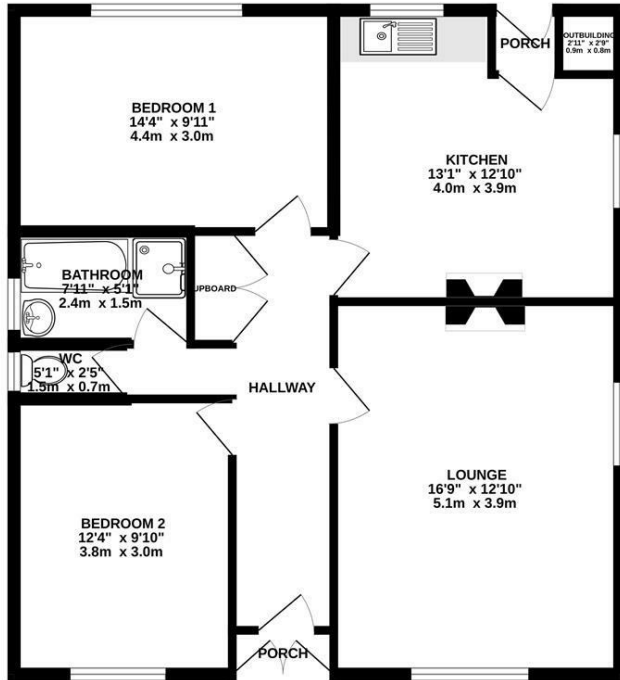 PORCH
OUTBUILDING
2'11" x 2'9"
0.9m x 0.8m
BEDROOM 1
14'4" x 9'11"
4.4m x 3.0m
KITCHEN
13'1" x 12'10"
4.0m x 3.9m
BATHROOM
7'11" x 5'1"
2.4m x 1.5m
UPBOARD
WC
5'1" x 2'5"
1.5m x 0.7m
HALLWAY
LOUNGE
16'9" x 12'10"
5.1m x 3.9m
BEDROOM 2
12'4" x 9'10"
3.8m x 3.0m
PORCH